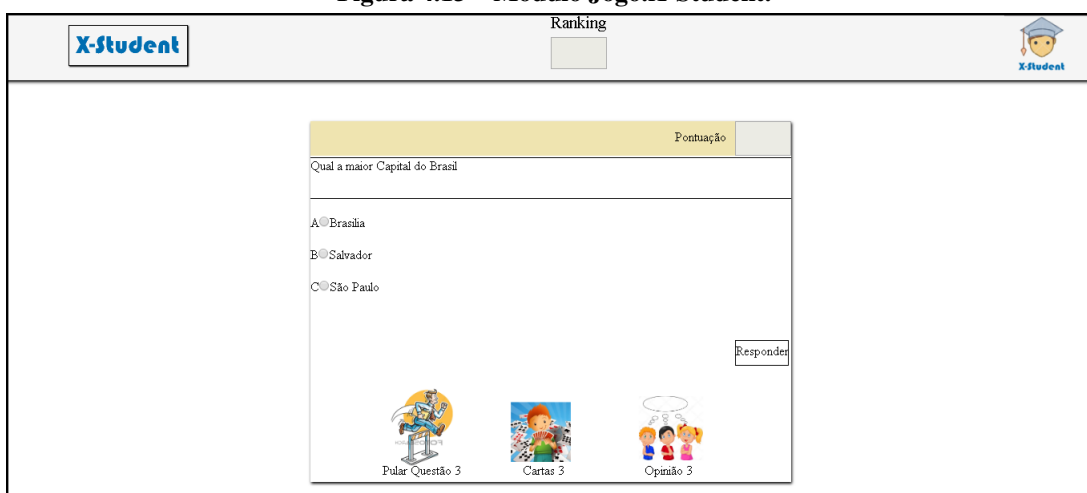 Ranking
X-Student
X-Student
Pontuação
Qual a maior Capital do Brasil
A Brasilia
B Salvador
C São Paulo
Responder
Pular Questão 3
Cartas 3
Opinião 3